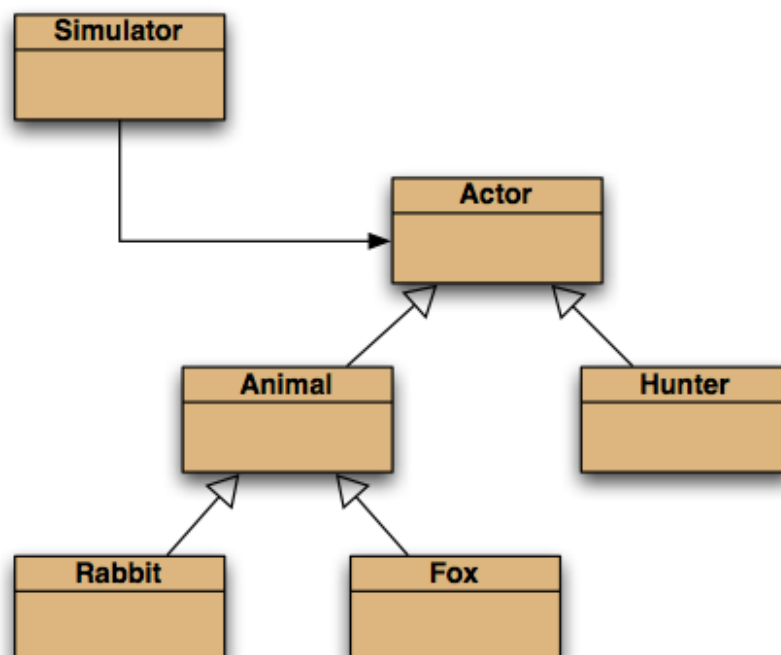 Simulator
Actor
Animal
Hunter
Rabbit
Fox